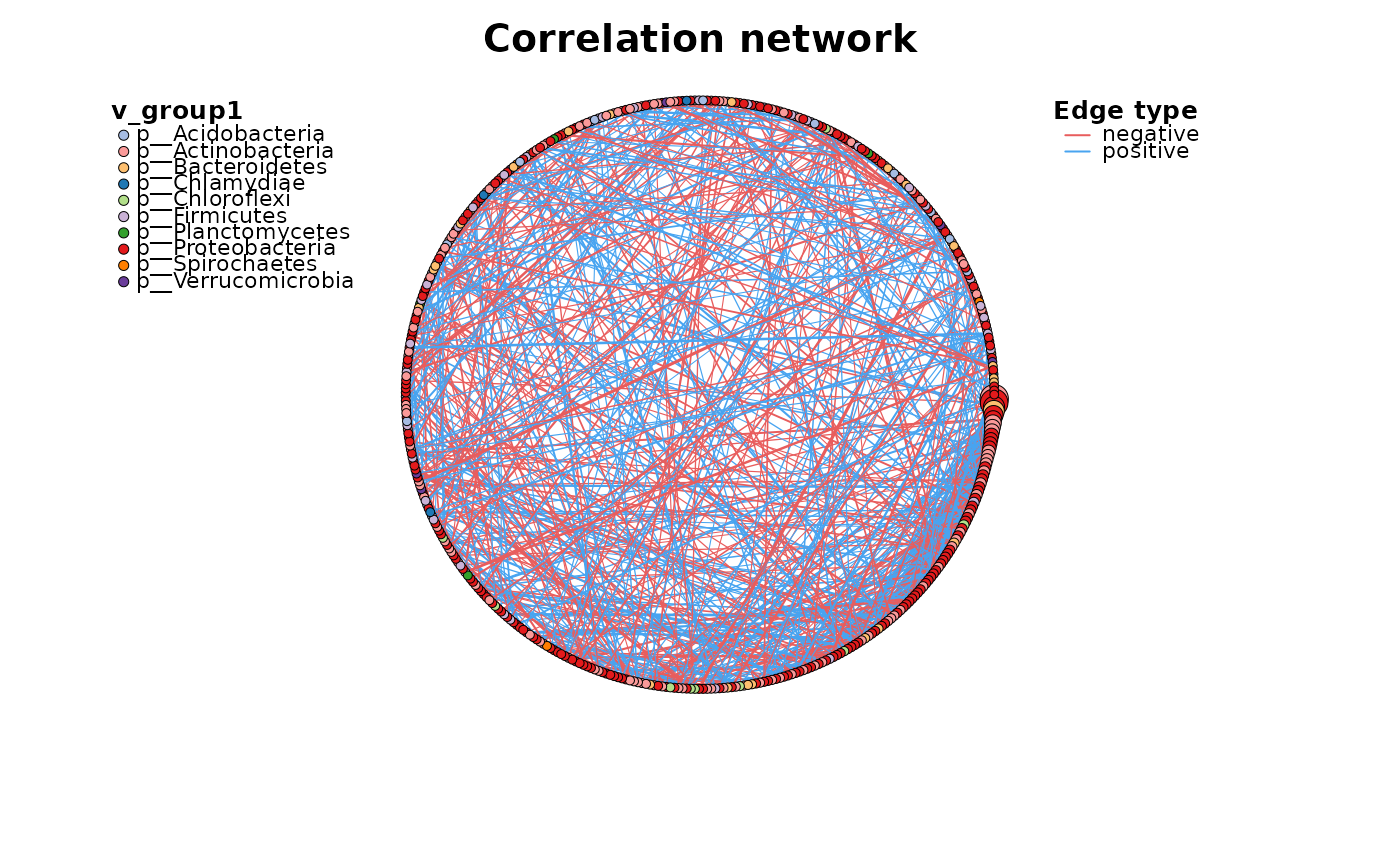 Correlation network
v_group1
p__Acidobacteria
p__Actinobacteria
p__Bacteroidetes
p__Chlamydiae
p__Chloroflexi
p__Firmicutes
p__Planctomycetes
p__Proteobacteria
p__Spirochaetes
p__Verrucomicrobia
Edge type
negative
positive